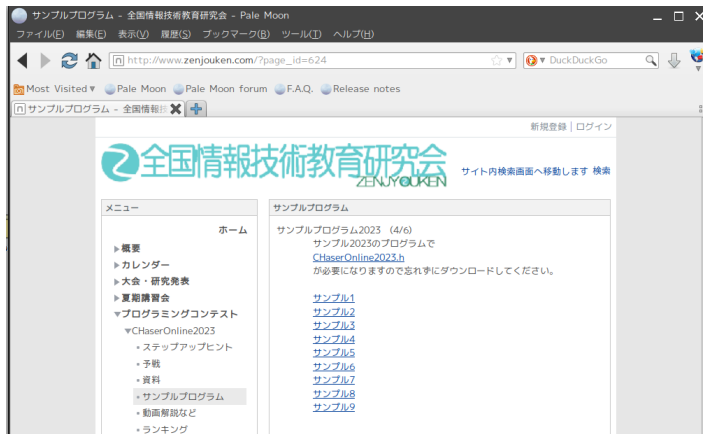 サンプルプログラム - 全国情報技術教育研究会 - Pale Moon
ファイル(F) 編集(E) 表示(V) 履歴(S) ブックマーク(B) ツール(T) ヘルプ(H)
http://www.zenjouken.com/?page_id=624
DuckDuckGo
Most Visited Pale Moon Pale Moon forum F.A.Q. Release notes
サンプルプログラム - 全国情報
新規登録 | ログイン
全国情報技術教育研究会
ZENJYOUKEN
サイト内検索画面へ移動します 検索
メニュー
ホーム
概要
カレンダー
大会・研究発表
夏期講習会
プログラミングコンテスト
CHaserOnline2023
ステップアップヒント
予戦
資料
サンプルプログラム
動画解説など
ランキング
サンプルプログラム
サンプルプログラム2023 (4/6)
サンプル2023のプログラムで
CHaserOnline2023.h
が必要になりますので忘れずにダウンロードしてください。
サンプル1
サンプル2
サンプル3
サンプル4
サンプル5
サンプル6
サンプル7
サンプル8
サンプル9